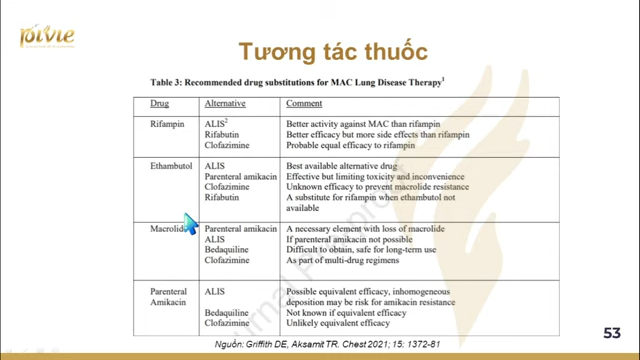 pivie
Tương tác thuốc
Table 3: Recommended drug substitutions for MAC Lung Disease Therapy1
Drug Alternative Comment
Rifampin ALIS2 Better activity against MAC than rifampin
Rifabutin Better efficacy but more side effects than rifampin
Clofazimine Probable equal efficacy to rifampin
Ethambutol ALIS Best available alternative drug
Parenteral amikacin Effective but limiting toxicity and inconvenience
Clofazimine Unknown efficacy to prevent macrolide resistance
Rifabutin A substitute for rifampin when ethambutol not
available
Macrolide Parenteral amikacin A necessary element with loss of macrolide
ALIS If parenteral amikacin not possible
Bedaquiline Difficult to obtain, safe for long-term use
Clofazimine As part of multi-drug regimens
Parenteral ALIS Possible equivalent efficacy, inhomogeneous
Amikacin deposition may be risk for amikacin resistance
Bedaquiline Not known if equivalent efficacy
Clofazimine Unlikely equivalent efficacy
Nguồn: Griffith DE, Aksamit TR. Chest 2021; 15: 1372-81
53